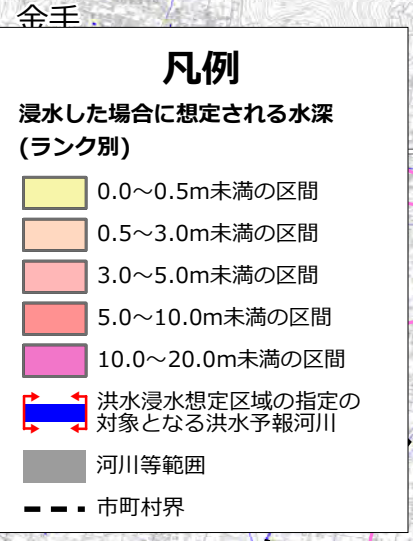 金手
凡例
浸水した場合に想定される水深
(ランク別)
0.0～0.5m未満の区間
0.5～3.0m未満の区間
3.0～5.0m未満の区間
5.0～10.0m未満の区間
10.0～20.0m未満の区間
洪水浸水想定区域の指定の
対象となる洪水予報河川
河川等範囲
市町村界